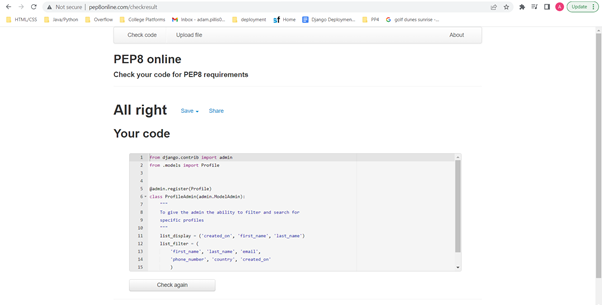 Not secure | pep8online.com/checkresult
Update
HTML/CSS Java/Python Overflow College Platforms deployment Home Django Deploymen... PP4 golf dunes sunrise -...
Check code Upload file About
PEP8 online
Check your code for PEP8 requirements
All right Save Share
Your code
1 from django.contrib import admin
2 from .models import Profile
3
4
5 @admin.register(Profile)
6 class ProfileAdmin(admin.ModelAdmin):
7 """
8 To give the admin the ability to filter and search for
9 specific profiles
10 """
11 list_display = ('created_on', 'first_name', 'last_name')
12 list_filter = (
13 'first_name', 'last_name', 'email',
14 'phone_number', 'country', 'created_on'
15 )
Check again